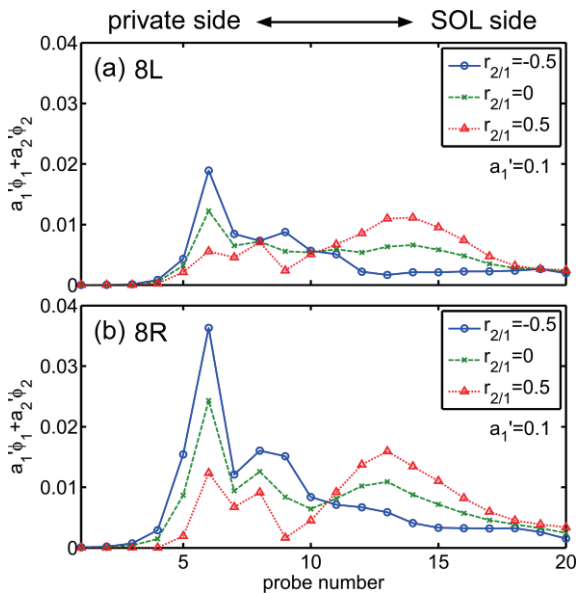 private side SOL side
0.04
(a) 8L
r2/1=-0.5
r2/1=0
r2/1=0.5
a1'=0.1
0.03
0.02
0.01
0
a1'ϕ1+a2'ϕ2
0.04
(b) 8R
r2/1=-0.5
r2/1=0
r2/1=0.5
a1'=0.1
0.03
0.02
0.01
0
a1'ϕ1+a2'ϕ2
5 10 15 20
probe number